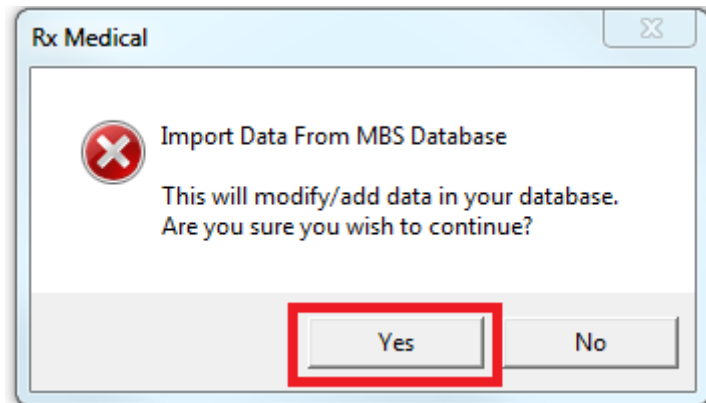 Rx Medical
Import Data From MBS Database
This will modify/add data in your database.
Are you sure you wish to continue?
Yes
No